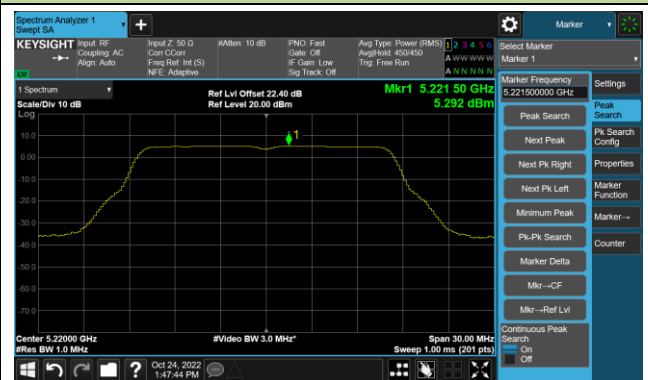 Spectrum Analyzer 1
Swept SA
+
Marker
KEYSIGHT
Input: RF
Coupling: AC
Align: Auto
Input Z: 50 Ω
Corr CCorr
Freq Ref: Int (S)
NFE: Adaptive
#Atten: 10 dB
PNO: Fast
Gate: Off
IF Gain: Low
Sig Track: Off
Avg Type: Power (RMS)
Avg|Hold: 450/450
Trig: Free Run
1 2 3 4 5 6
A W W W W W
A N N N N N
Select Marker
Marker 1
LXI
1 Spectrum
Scale/Div 10 dB
Log
Ref Lvl Offset 22.40 dB
Ref Level 20.00 dBm
Mkr1 5.221 50 GHz
5.292 dBm
1
10.0
0.00
-10.0
-20.0
-30.0
-40.0
-50.0
-60.0
-70.0
Center 5.22000 GHz
#Res BW 1.0 MHz
#Video BW 3.0 MHz*
Span 30.00 MHz
Sweep 1.00 ms (201 pts)
Marker Frequency
5.221500000 GHz
Peak Search
Next Peak
Next Pk Right
Next Pk Left
Minimum Peak
Pk-Pk Search
Marker Delta
Mkr→CF
Mkr→Ref Lvl
Continuous Peak
Search
On
Off
Settings
Peak
Search
Pk Search
Config
Properties
Marker
Function
Marker→
Counter
?
Oct 24, 2022
1:47:44 PM